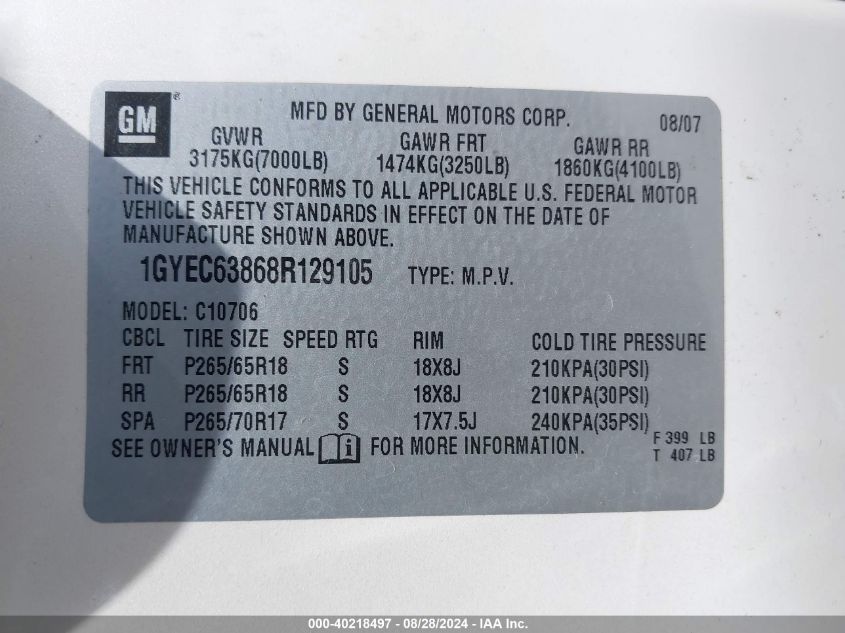 GM ®
MFD BY GENERAL MOTORS CORP. 08/07
GVWR GAWR FRT GAWR RR
3175KG(7000LB) 1474KG(3250LB) 1860KG(4100LB)
THIS VEHICLE CONFORMS TO ALL APPLICABLE U.S. FEDERAL MOTOR
VEHICLE SAFETY STANDARDS IN EFFECT ON THE DATE OF
MANUFACTURE SHOWN ABOVE.
1GYEC63868R129105 TYPE: M.P.V.
MODEL: C10706
CBCL TIRE SIZE SPEED RTG RIM COLD TIRE PRESSURE
FRT P265/65R18 S 18X8J 210KPA(30PSI)
RR P265/65R18 S 18X8J 210KPA(30PSI)
SPA P265/70R17 S 17X7.5J 240KPA(35PSI)
SEE OWNER'S MANUAL i FOR MORE INFORMATION.
F 399 LB
T 407 LB
000-40218497 - 08/28/2024 - IAA Inc.